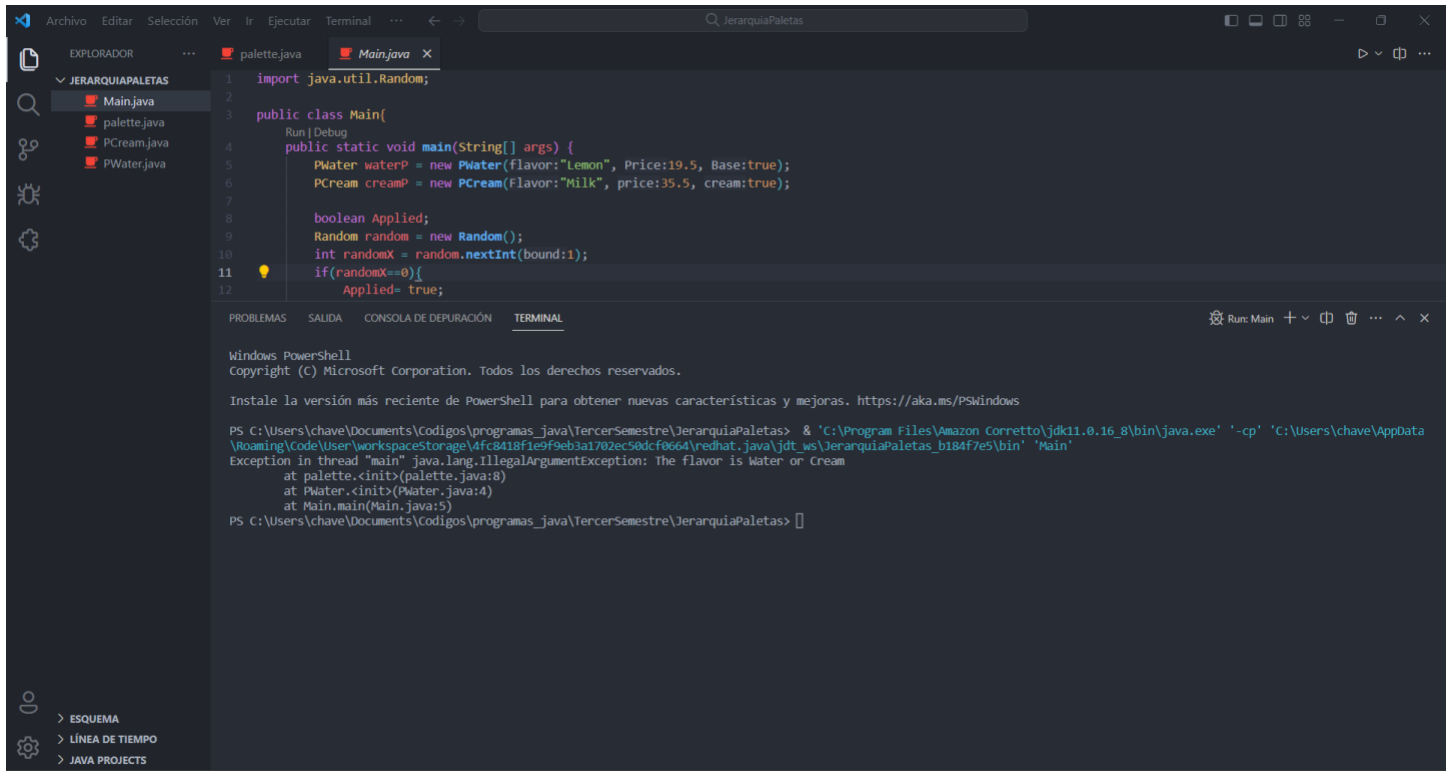 Archivo Editar Selección Ver Ir Ejecutar Terminal ··· JerarquiaPaletas
EXPLORADOR ···
JERARQUIAPALETAS
Main.java
palette.java
PCream.java
PWater.java
ESQUEMA
LÍNEA DE TIEMPO
JAVA PROJECTS
palette.java Main.java
1 import java.util.Random;
2
3 public class Main{
Run | Debug
4 public static void main(String[] args) {
5 PWater waterP = new PWater(flavor:"Lemon", Price:19.5, Base:true);
6 PCream creamP = new PCream(Flavor:"Milk", price:35.5, cream:true);
7
8 boolean Applied;
9 Random random = new Random();
10 int randomX = random.nextInt(bound:1);
11 if(randomX==0){
12 Applied= true;
PROBLEMAS SALIDA CONSOLA DE DEPURACIÓN TERMINAL Run: Main ···
Windows PowerShell
Copyright (C) Microsoft Corporation. Todos los derechos reservados.
Instale la versión más reciente de PowerShell para obtener nuevas características y mejoras. https://aka.ms/PSWindows
PS C:\Users\chave\Documents\Codigos\programas_java\TercerSemestre\JerarquiaPaletas> & 'C:\Program Files\Amazon Corretto\jdk11.0.16_8\bin\java.exe' '-cp' 'C:\Users\chave\AppData
\Roaming\Code\User\workspaceStorage\4fc8418f1e9f9eb3a1702ec50dcf0664\redhat.java\jdt_ws\JerarquiaPaletas_b184f7e5\bin' 'Main'
Exception in thread "main" java.lang.IllegalArgumentException: The flavor is Water or Cream
at palette.<init>(palette.java:8)
at PWater.<init>(PWater.java:4)
at Main.main(Main.java:5)
PS C:\Users\chave\Documents\Codigos\programas_java\TercerSemestre\JerarquiaPaletas>